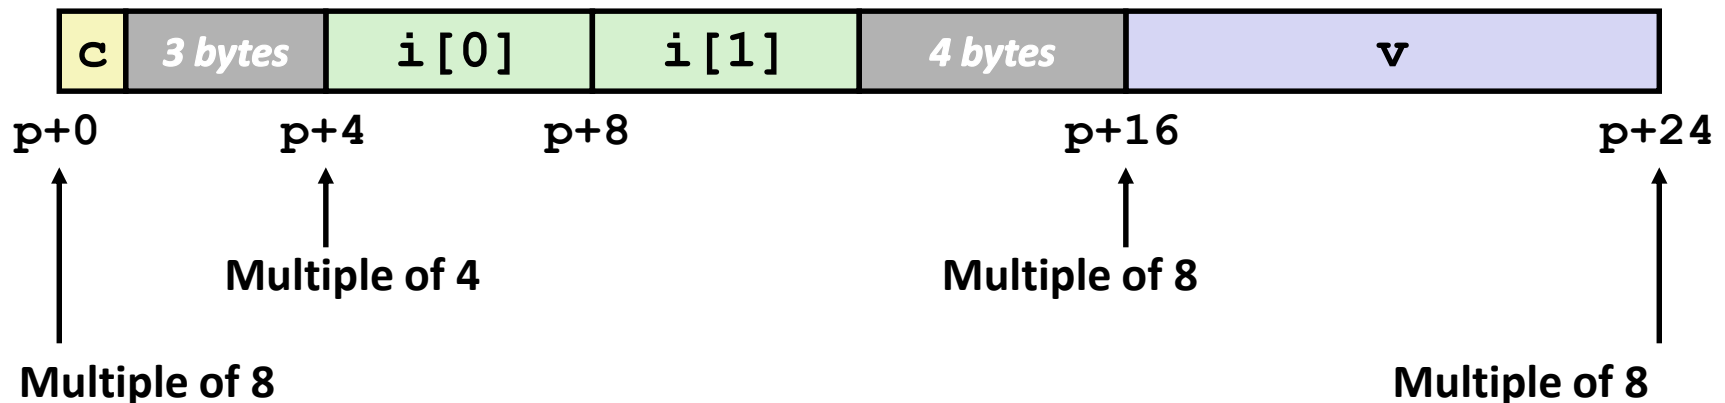 c 3 bytes i[0] i[1] 4 bytes v
p+0 p+4 p+8 p+16 p+24
Multiple of 4 Multiple of 8
Multiple of 8 Multiple of 8